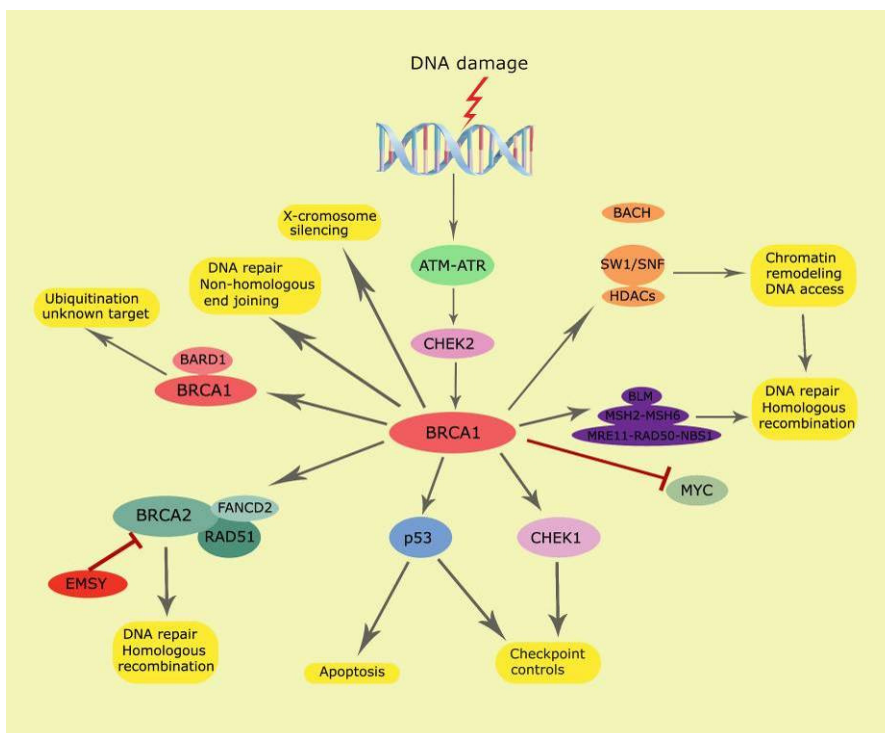 DNA damage
X-cromosome
silencing
BACH
DNA repair
Non-homologous
end joining
ATM-ATR
SW1/SNF
HDACs
Chromatin
remodeling
DNA access
Ubiquitination
unknown target
CHEK2
BARD1
BRCA1
BRCA1
BLM
MSH2-MSH6
MRE11-RAD50-NBS1
DNA repair
Homologous
recombination
MYC
BRCA2
FANCD2
RAD51
p53
CHEK1
EMSY
DNA repair
Homologous
recombination
Apoptosis
Checkpoint
controls